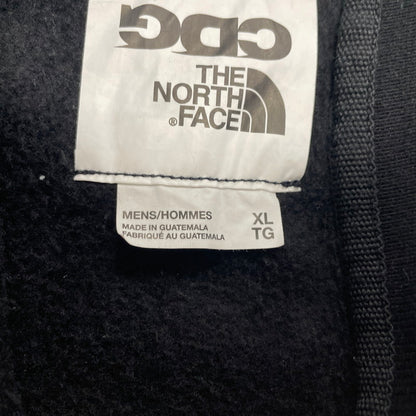 CDG
THE
NORTH
FACE
®
MENS/HOMMES
XL
MADE IN GUATEMALA
TG
FABRIQUÉ AU GUATEMALA